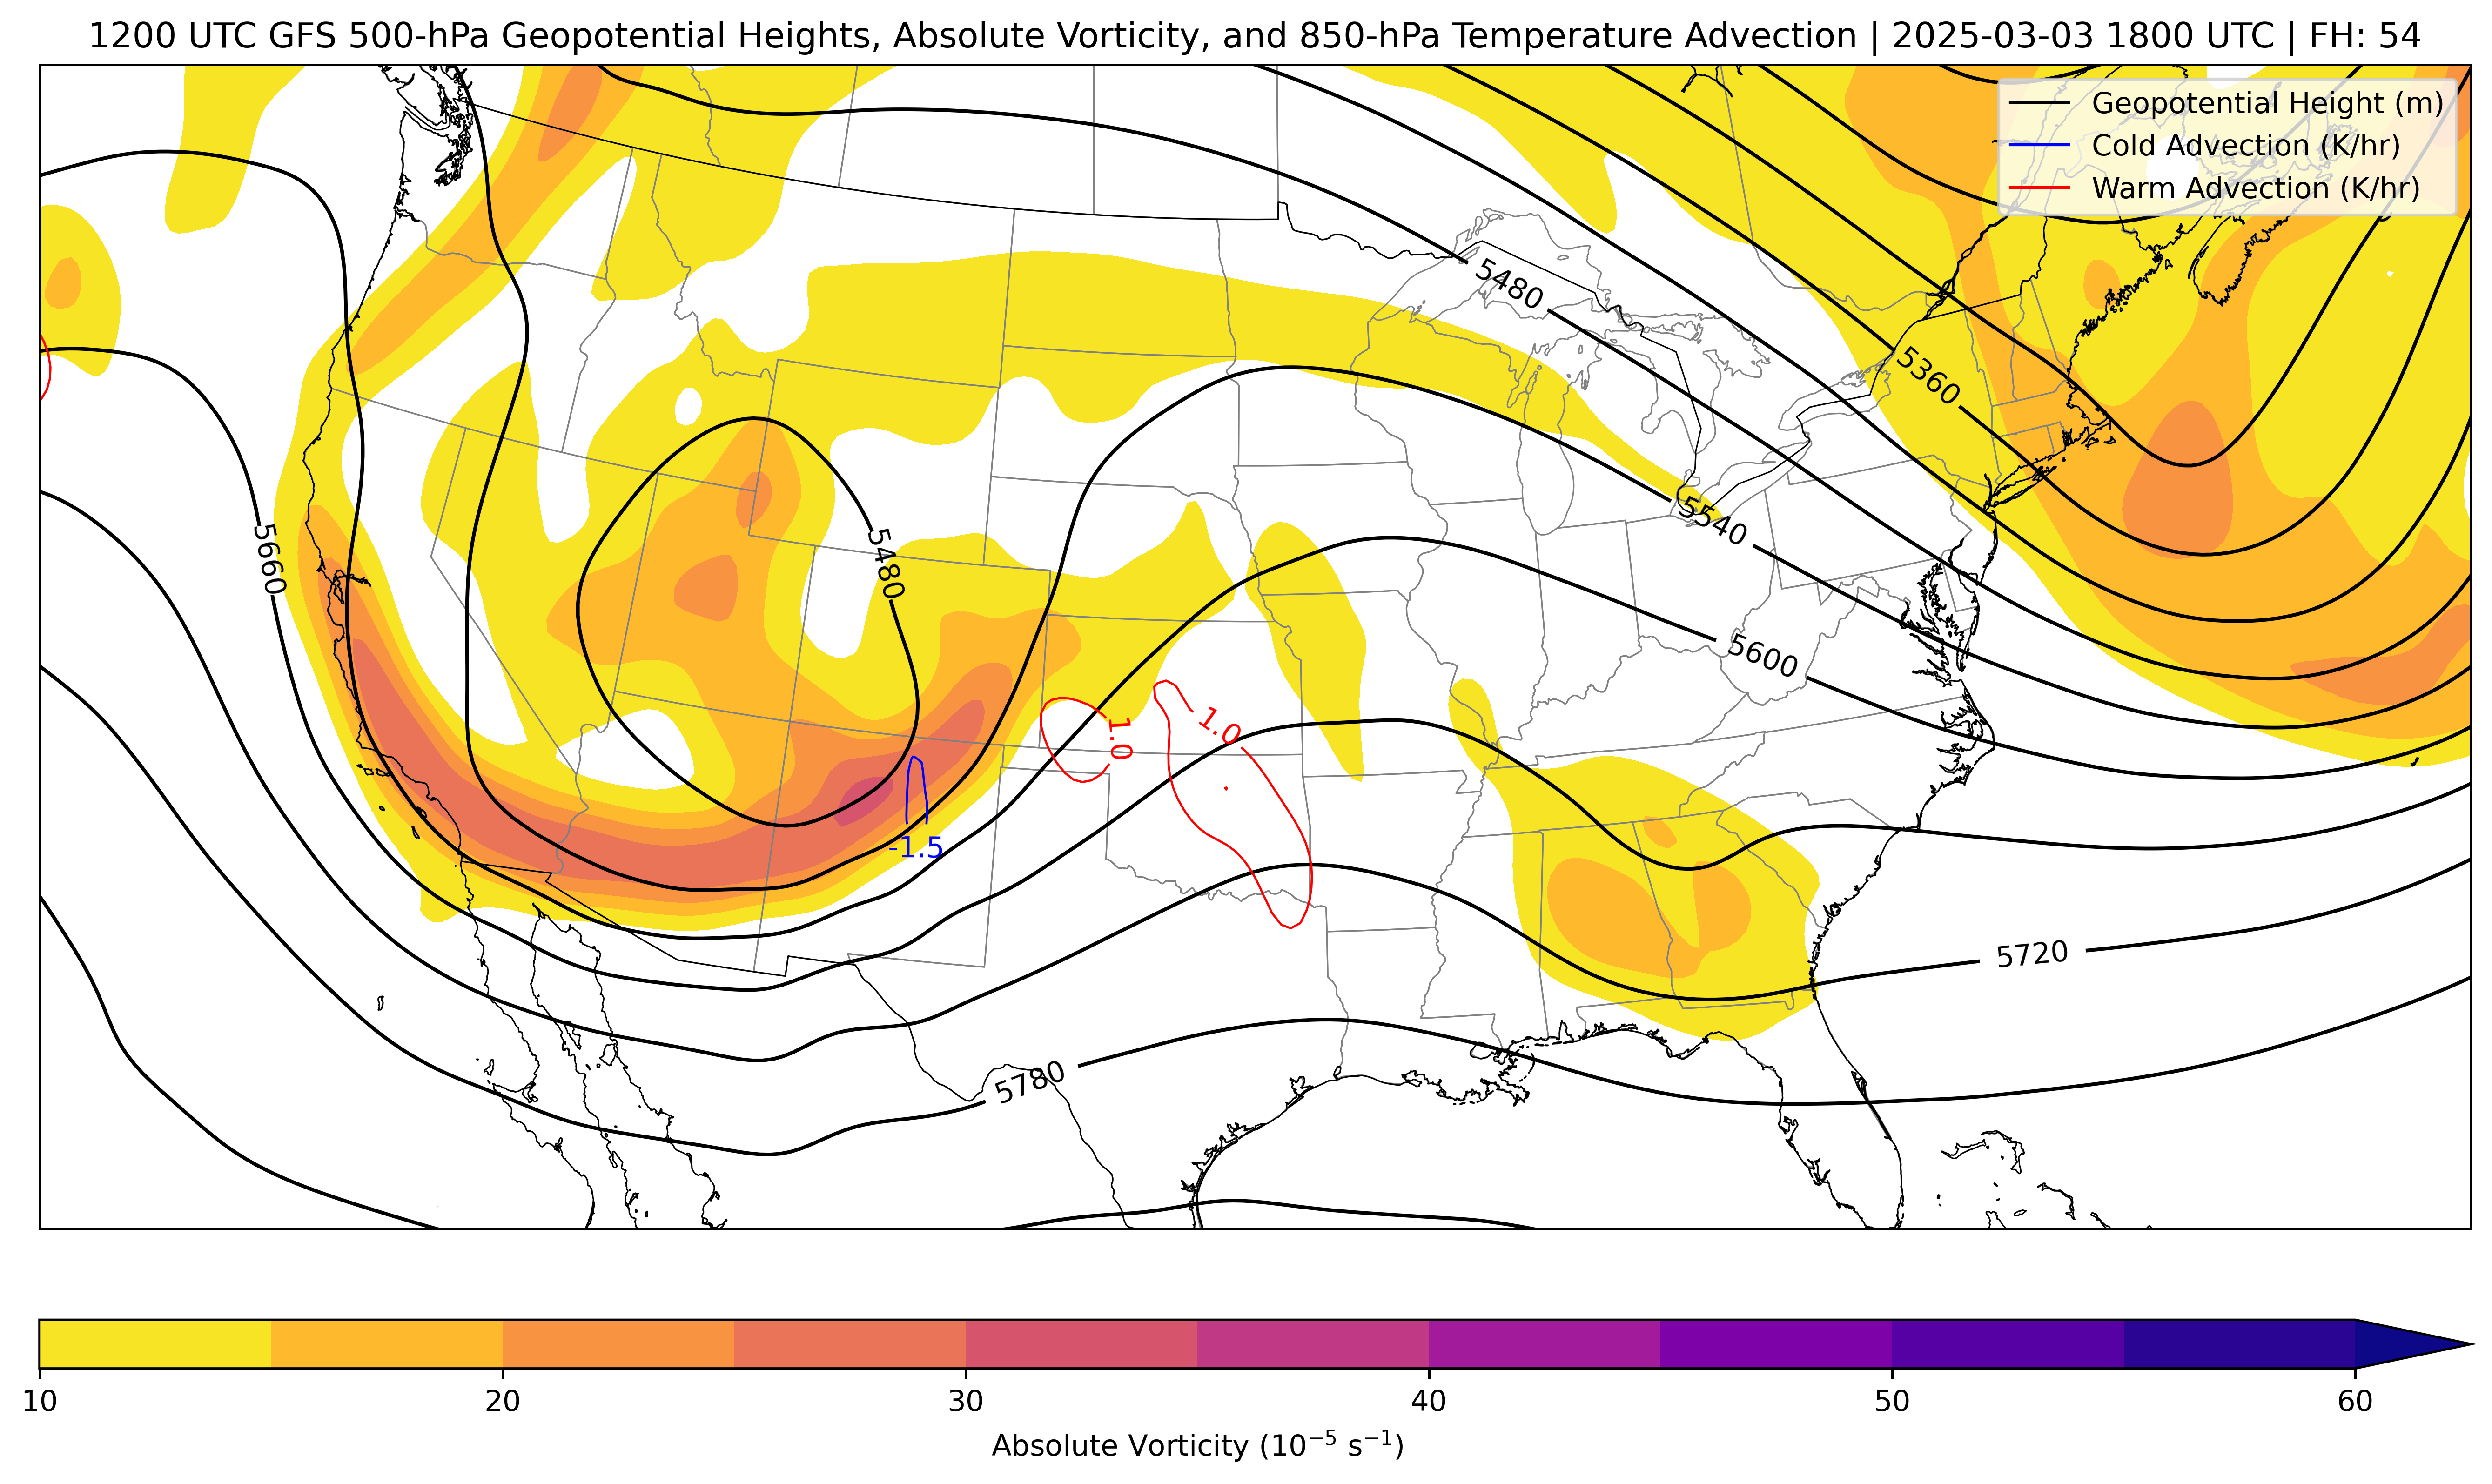 1200 UTC GFS 500-hPa Geopotential Heights, Absolute Vorticity, and 850-hPa Temperature Advection | 2025-03-03 1800 UTC | FH: 54
Geopotential Height (m)
Cold Advection (K/hr)
Warm Advection (K/hr)
5480
5360
5660
5480
5540
5600
1.0
1.0
-1.5
5720
5780
10 20 30 40 50 60
Absolute Vorticity (10⁻⁵ s⁻¹)